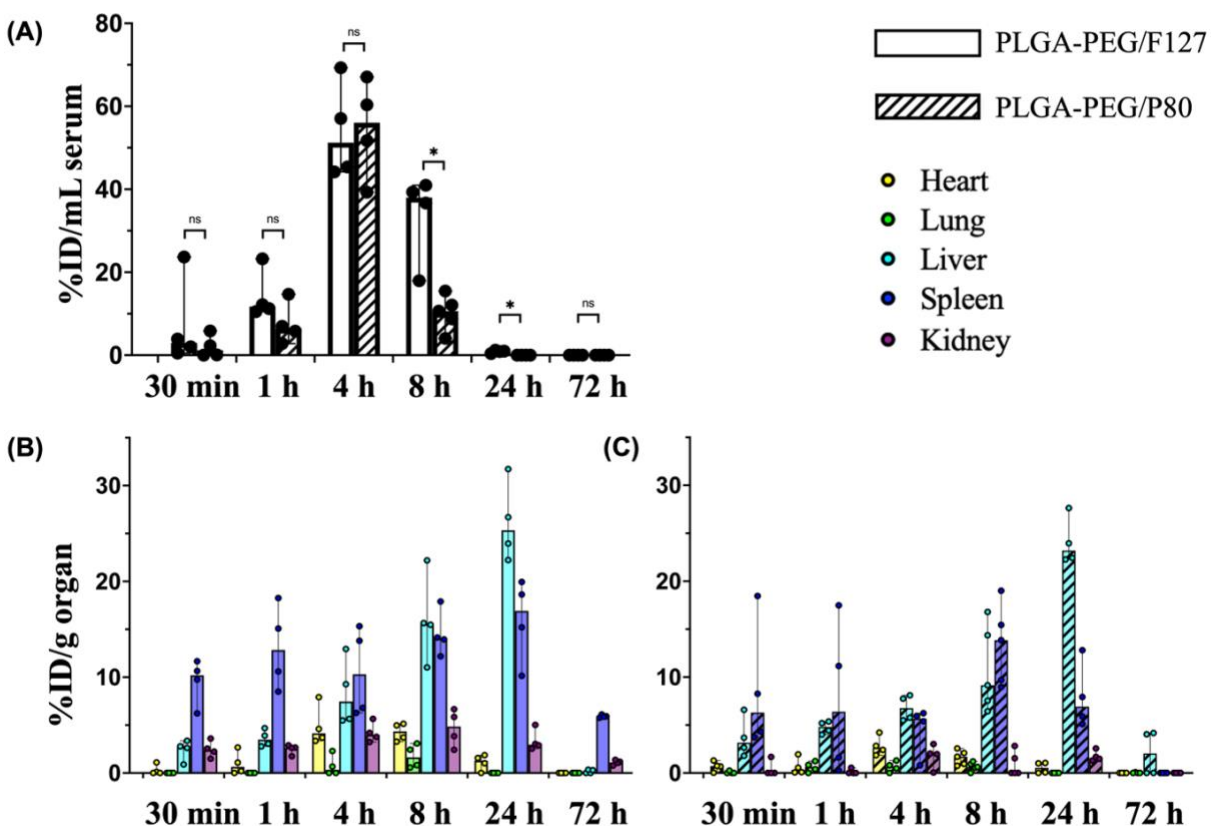 (A)
%ID/mL serum
80
60
40
20
0
ns
ns
ns
*
*
ns
30 min 1 h 4 h 8 h 24 h 72 h
PLGA-PEG/F127
PLGA-PEG/P80
Heart
Lung
Liver
Spleen
Kidney
(B)
%ID/g organ
30
20
10
0
30 min 1 h 4 h 8 h 24 h 72 h
(C)
30
20
10
0
30 min 1 h 4 h 8 h 24 h 72 h